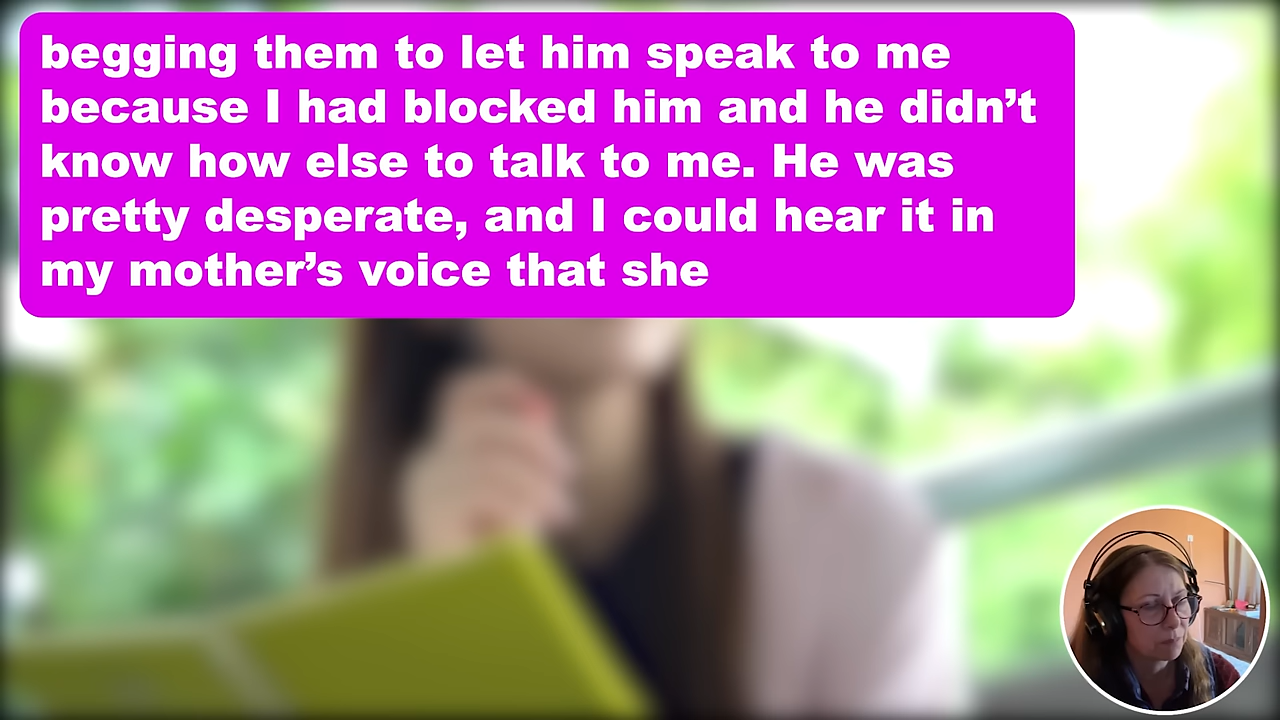 begging them to let him speak to me
because I had blocked him and he didn’t
know how else to talk to me. He was
pretty desperate, and I could hear it in
my mother’s voice that she